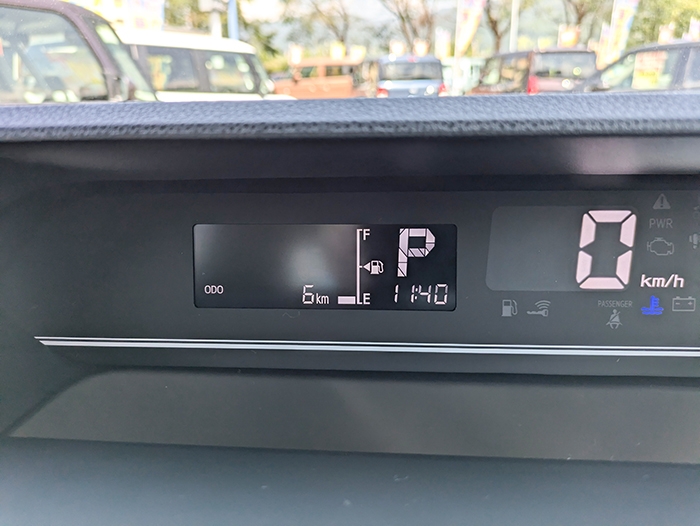 F
P
PWR
0 km/h
ODO 6km
E 11:40
PASSENGER